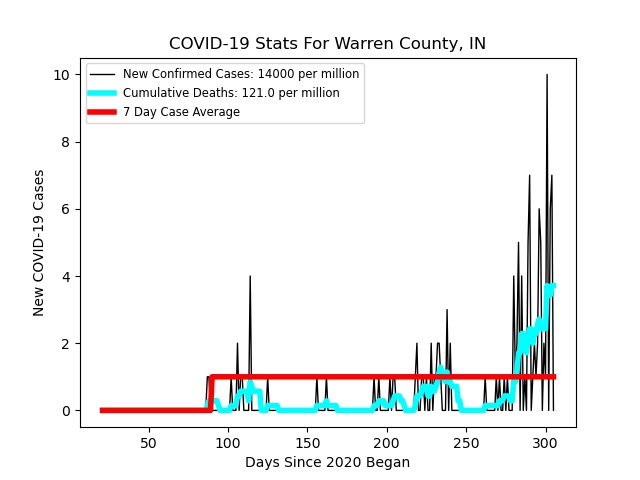 COVID-19 Stats For Warren County, IN
New Confirmed Cases: 14000 per million
Cumulative Deaths: 121.0 per million
7 Day Case Average
New COVID-19 Cases
10
8
6
4
2
0
50 100 150 200 250 300
Days Since 2020 Began